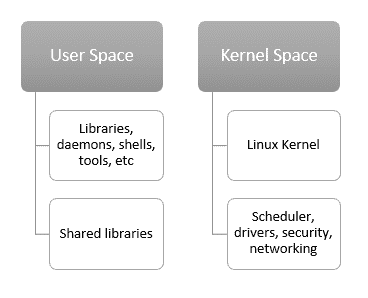 User Space
Libraries,
daemons, shells,
tools, etc
Shared libraries
Kernel Space
Linux Kernel
Scheduler,
drivers, security,
networking